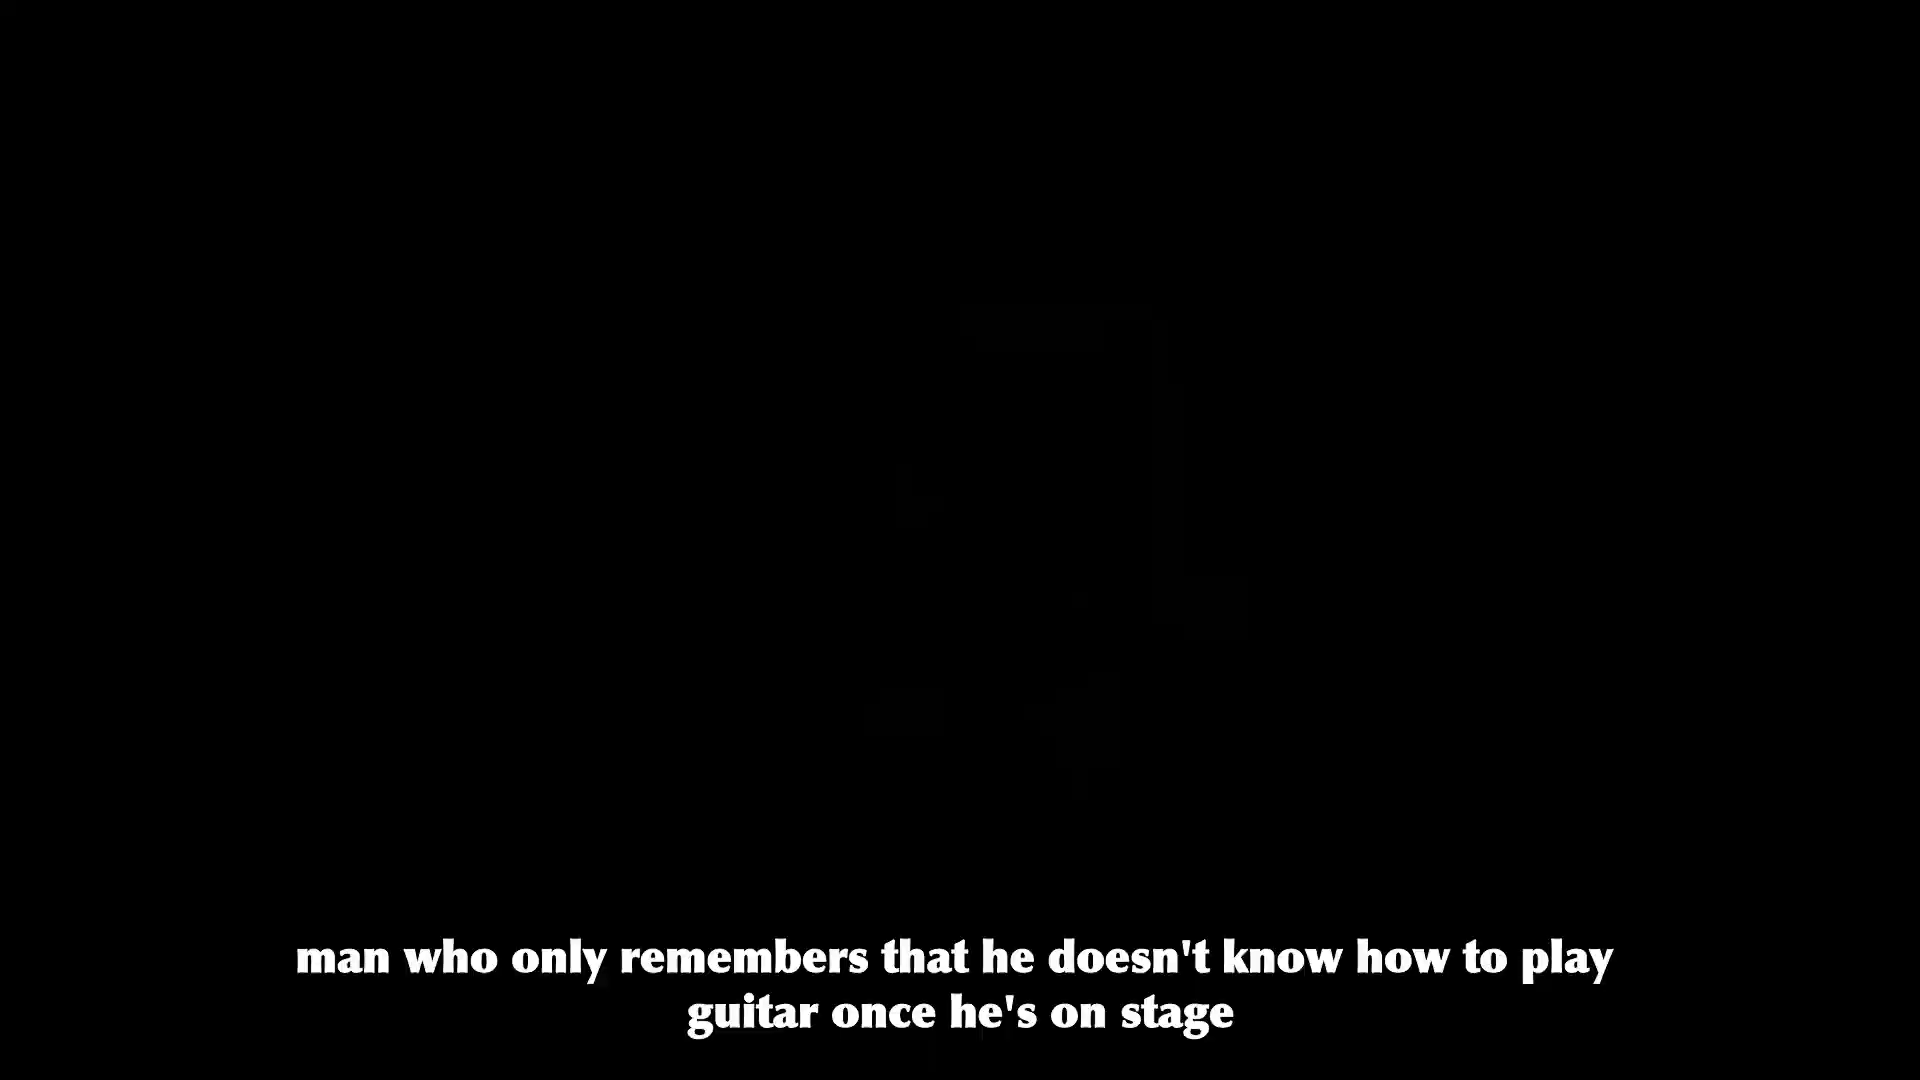 man who only remembers that he doesn't know how to play
guitar once he's on stage